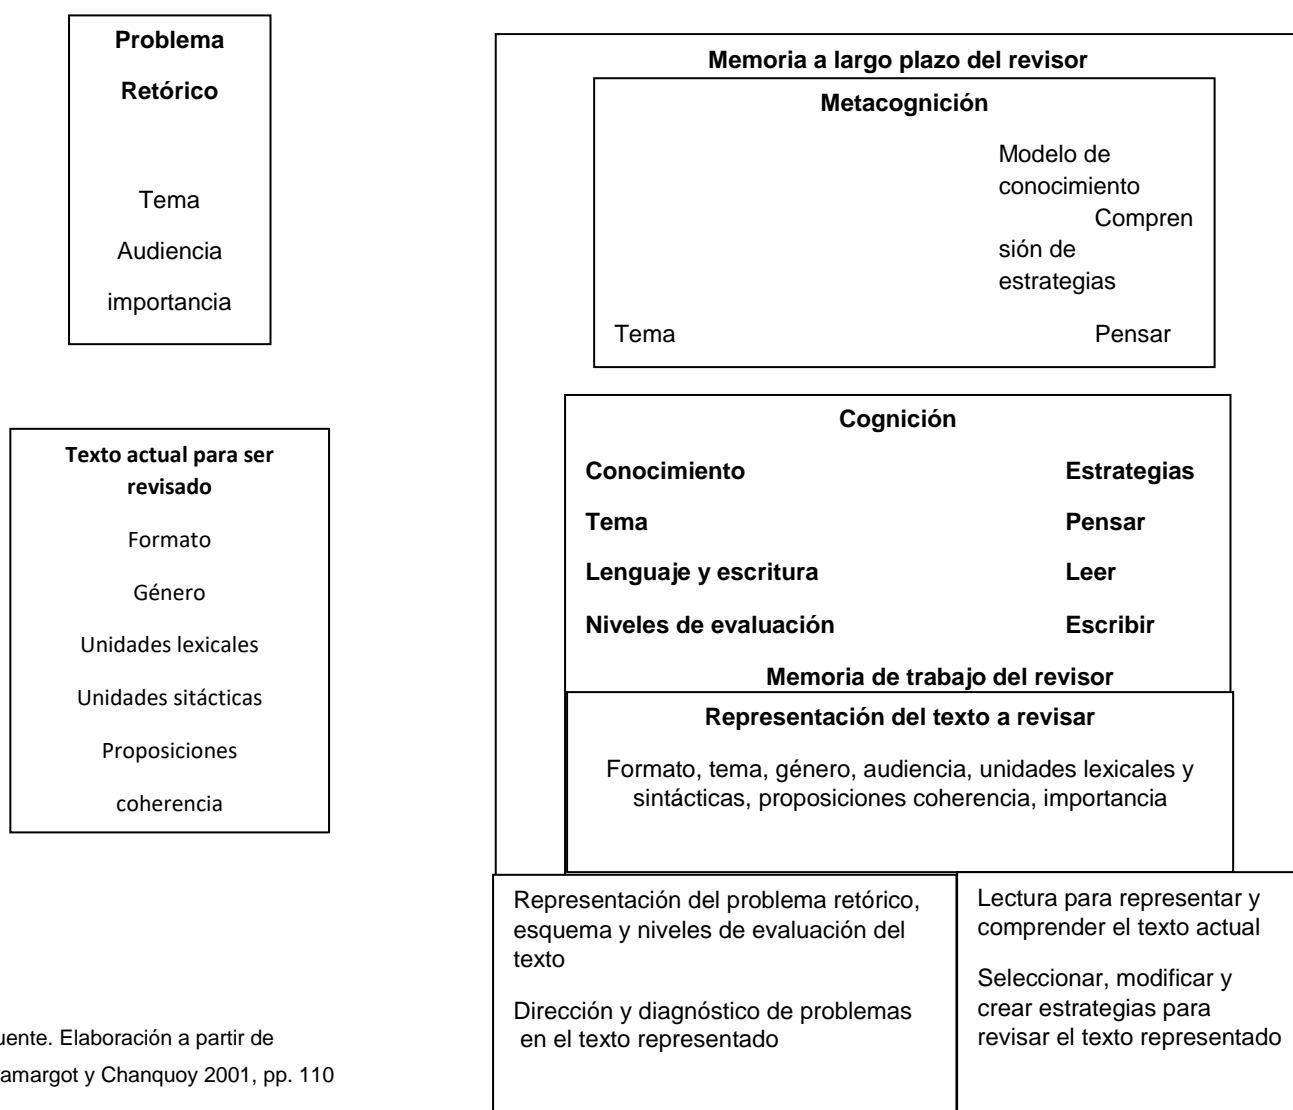 Problema
Retórico
Tema
Audiencia
importancia
Texto actual para ser
revisado
Formato
Género
Unidades lexicales
Unidades sitácticas
Proposiciones
coherencia
uente. Elaboración a partir de
amargot y Chanquoy 2001, pp. 110
Memoria a largo plazo del revisor
Metacognición
Modelo de
conocimiento
Compren
sión de
estrategias
Tema Pensar
Cognición
Conocimiento Estrategias
Tema Pensar
Lenguaje y escritura Leer
Niveles de evaluación Escribir
Memoria de trabajo del revisor
Representación del texto a revisar
Formato, tema, género, audiencia, unidades lexicales y
sintácticas, proposiciones coherencia, importancia
Representación del problema retórico,
esquema y niveles de evaluación del
texto
Dirección y diagnóstico de problemas
en el texto representado
Lectura para representar y
comprender el texto actual
Seleccionar, modificar y
crear estrategias para
revisar el texto representado